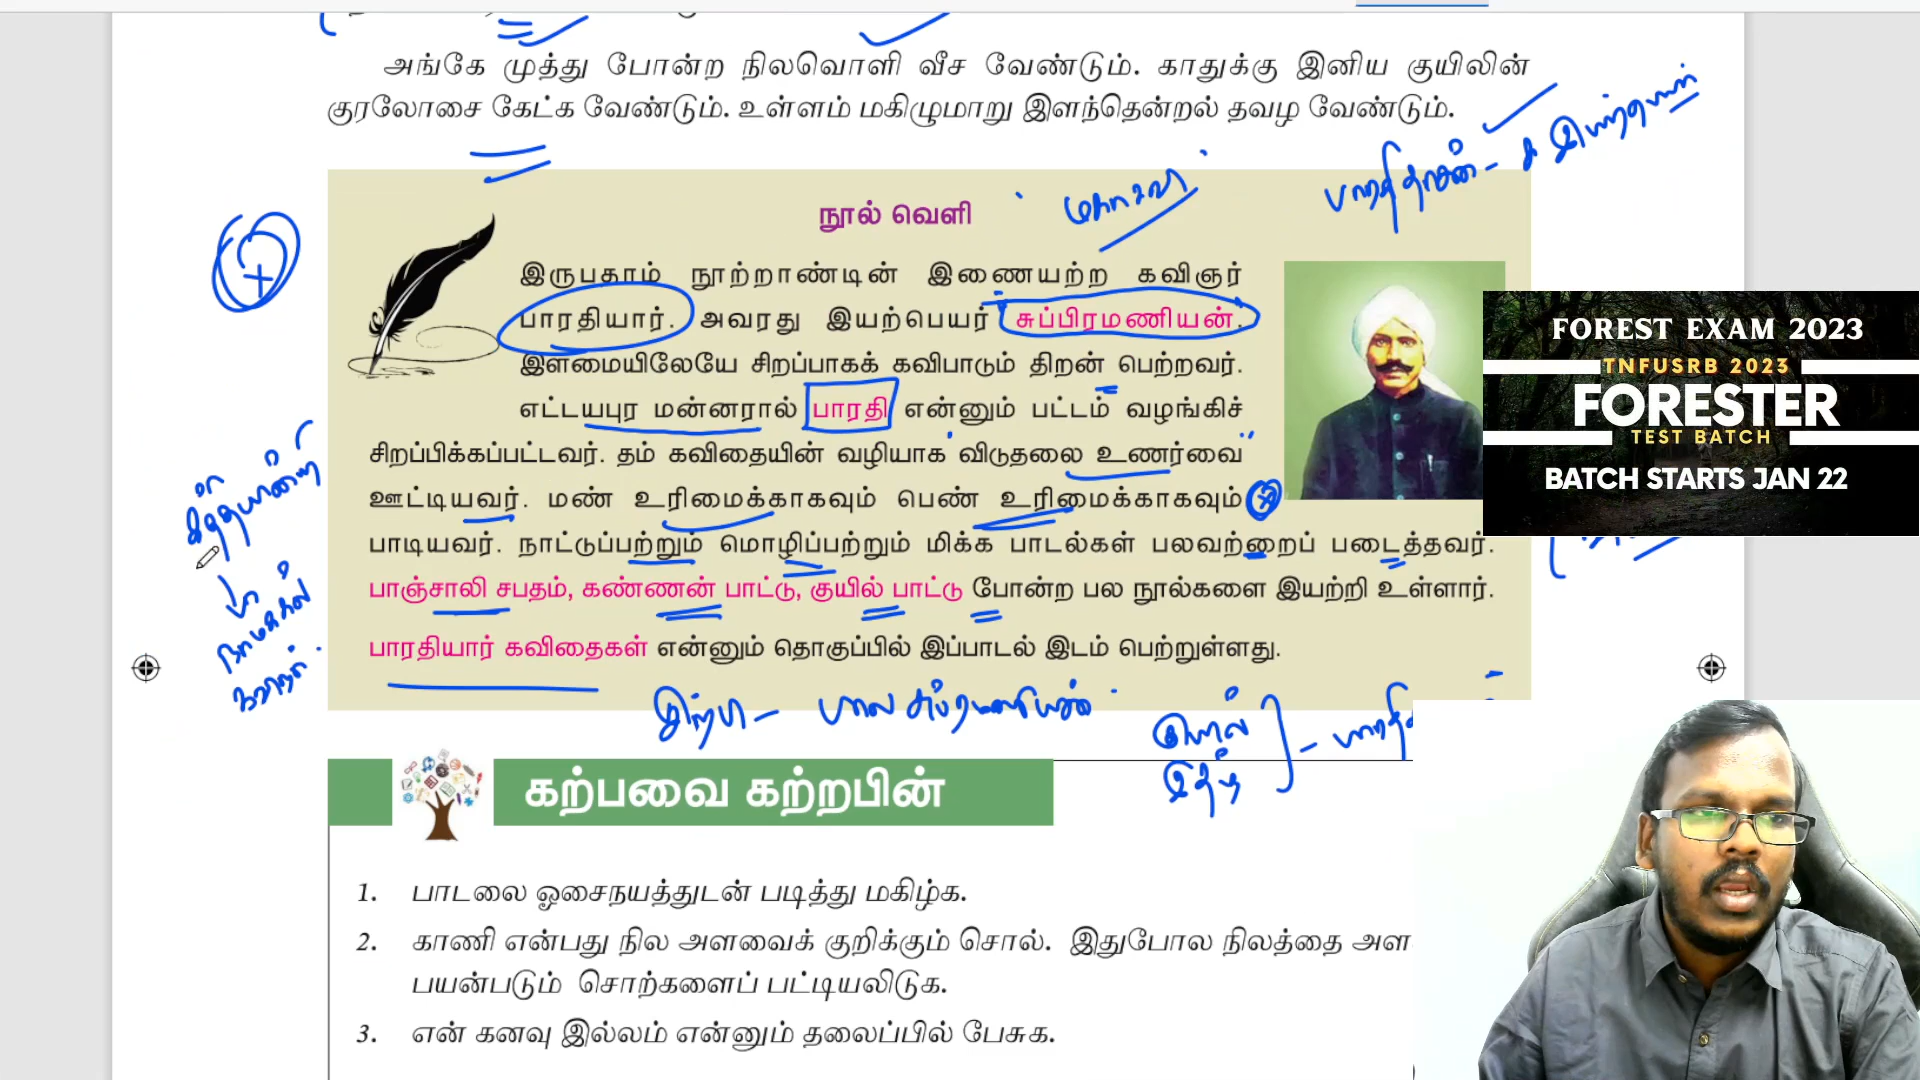 அங்கே முத்து போன்ற நிலவொளி வீச வேண்டும். காதுக்கு இனிய குயிலின்
குரலோசை கேட்க வேண்டும். உள்ளம் மகிழுமாறு இளந்தென்றல் தவழ வேண்டும்.
நூல் வெளி
இருபதாம் நூற்றாண்டின் இணையற்ற கவிஞர்
பாரதியார். அவரது இயற்பெயர் சுப்பிரமணியன்.
இளமையிலேயே சிறப்பாகக் கவிபாடும் திறன் பெற்றவர்.
எட்டயபுர மன்னரால் பாரதி என்னும் பட்டம் வழங்கிச்
சிறப்பிக்கப்பட்டவர். தம் கவிதையின் வழியாக விடுதலை உணர்வை
ஊட்டியவர். மண் உரிமைக்காகவும் பெண் உரிமைக்காகவும்
பாடியவர். நாட்டுப்பற்றும் மொழிப்பற்றும் மிக்க பாடல்கள் பலவற்றைப் படைத்தவர்.
பாஞ்சாலி சபதம், கண்ணன் பாட்டு, குயில் பாட்டு போன்ற பல நூல்களை இயற்றி உள்ளார்.
பாரதியார் கவிதைகள் என்னும் தொகுப்பில் இப்பாடல் இடம் பெற்றுள்ளது.
FOREST EXAM 2023
TNFUSRB 2023
FORESTER
TEST BATCH
BATCH STARTS JAN 22
கற்பவை கற்றபின்
1. பாடலை ஓசைநயத்துடன் படித்து மகிழ்க.
2. காணி என்பது நில அளவைக் குறிக்கும் சொல். இதுபோல நிலத்தை அள
பயன்படும் சொற்களைப் பட்டியலிடுக.
3. என் கனவு இல்லம் என்னும் தலைப்பில் பேசுக.